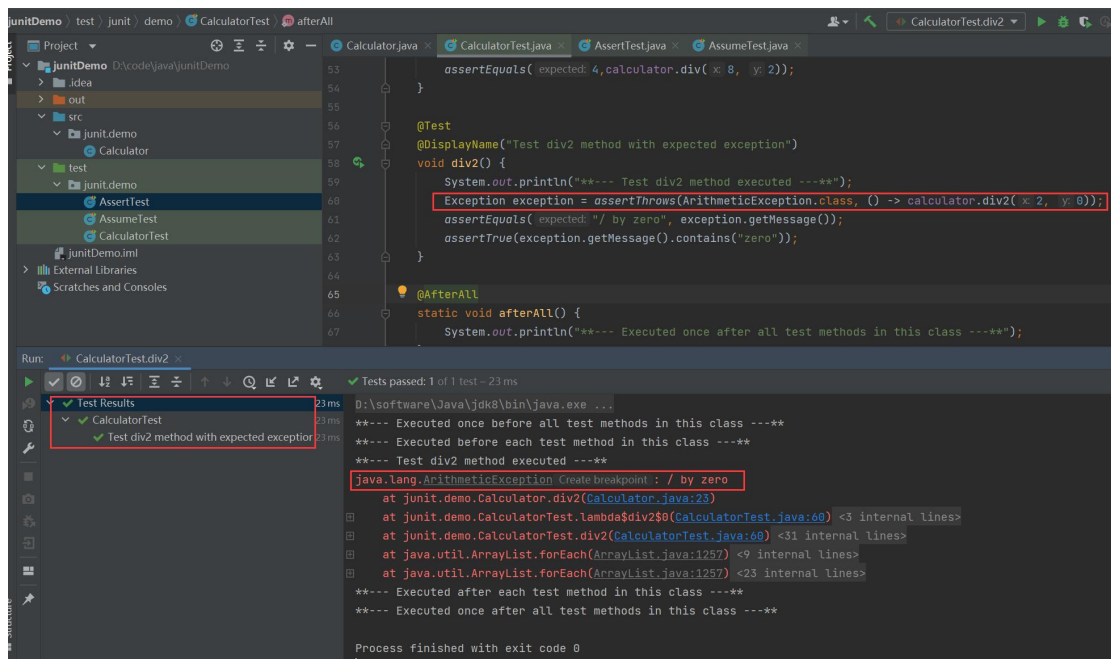 junitDemo 〉 test 〉 junit 〉 demo 〉 CalculatorTest 〉 afterAll
CalculatorTest.div2
Project
Calculator.java × CalculatorTest.java × AssertTest.java × AssumeTest.java ×
junitDemo D:\code\java\junitDemo
.idea
out
src
junit.demo
Calculator
test
junit.demo
AssertTest
AssumeTest
CalculatorTest
junitDemo.iml
External Libraries
Scratches and Consoles
53 assertEquals( expected: 4,calculator.div( x: 8, y: 2));
54 }
55
56 @Test
57 @DisplayName("Test div2 method with expected exception")
58 void div2() {
59 System.out.println("**--- Test div2 method executed ---**");
60 Exception exception = assertThrows(ArithmeticException.class, () -> calculator.div2( x: 2, y: 0));
61 assertEquals( expected: "/ by zero", exception.getMessage());
62 assertTrue(exception.getMessage().contains("zero"));
63 }
64
65 @AfterAll
66 static void afterAll() {
67 System.out.println("**--- Executed once after all test methods in this class ---**");
Run: CalculatorTest.div2 ×
Tests passed: 1 of 1 test – 23 ms
Test Results 23 ms
CalculatorTest 23 ms
Test div2 method with expected exception 23 ms
D:\software\Java\jdk8\bin\java.exe ...
**--- Executed once before all test methods in this class ---**
**--- Executed before each test method in this class ---**
**--- Test div2 method executed ---**
java.lang.ArithmeticException Create breakpoint : / by zero
at junit.demo.Calculator.div2(Calculator.java:23)
at junit.demo.CalculatorTest.lambda$div2$0(CalculatorTest.java:60) <3 internal lines>
at junit.demo.CalculatorTest.div2(CalculatorTest.java:60) <31 internal lines>
at java.util.ArrayList.forEach(ArrayList.java:1257) <9 internal lines>
at java.util.ArrayList.forEach(ArrayList.java:1257) <23 internal lines>
**--- Executed after each test method in this class ---**
**--- Executed once after all test methods in this class ---**
Process finished with exit code 0